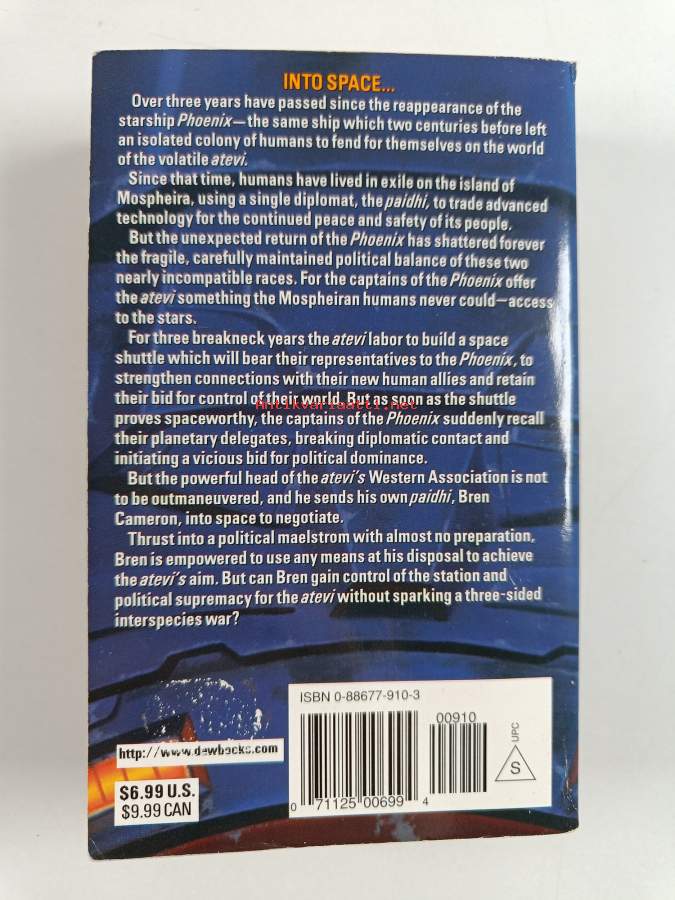 INTO SPACE...
Over three years have passed since the reappearance of the
starship Phoenix—the same ship which two centuries before left
an isolated colony of humans to fend for themselves on the world
of the volatile atevi.
Since that time, humans have lived in exile on the island of
Mospheira, using a single diplomat, the paidhi, to trade advanced
technology for the continued peace and safety of its people.
But the unexpected return of the Phoenix has shattered forever
the fragile, carefully maintained political balance of these two
nearly incompatible races. For the captains of the Phoenix offer
the atevi something the Mospheiran humans never could—access
to the stars.
For three breakneck years the atevi labor to build a space
shuttle which will bear their representatives to the Phoenix, to
strengthen connections with their new human allies and retain
their bid for control of their world. But as soon as the shuttle
Antikvariaatti.net
proves spaceworthy, the captains of the Phoenix suddenly recall
their planetary delegates, breaking diplomatic contact and
initiating a vicious bid for political dominance.
But the powerful head of the atevi's Western Association is not
to be outmaneuvered, and he sends his own paidhi, Bren
Cameron, into space to negotiate.
Thrust into a political maelstrom with almost no preparation,
Bren is empowered to use any means at his disposal to achieve
the atevi's aim. But can Bren gain control of the station and
political supremacy for the atevi without sparking a three-sided
interspecies war?
ISBN 0-88677-910-3
00910
UPC
S
http://www.dawbooks.com
$6.99 U.S.
$9.99 CAN
0 71125 00699 4